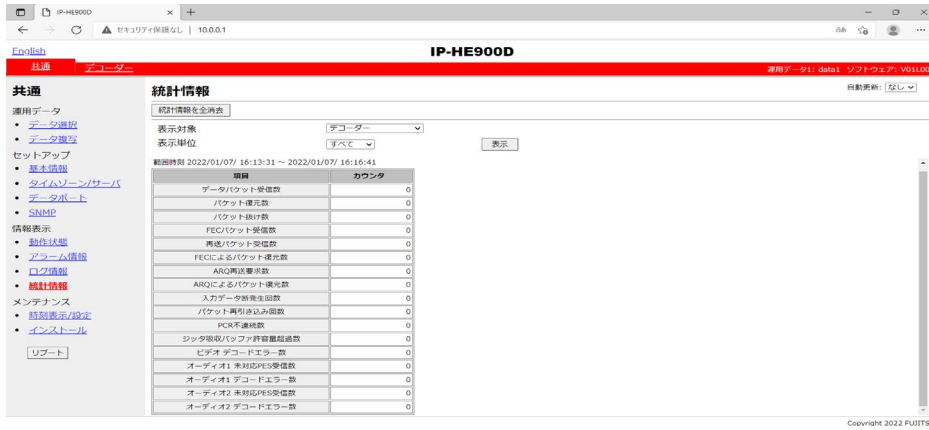 IP-HE900D
セキュリティ保護なし | 10.0.0.1
English
IP-HE900D
共通 デコーダー
運用データ1: data1 ソフトウェア: V01L00
共通
運用データ
• データ選択
• データ複写
セットアップ
• 基本情報
• タイムゾーン/サーバ
• データポート
• SNMP
情報表示
• 動作状態
• アラーム情報
• ログ情報
• 統計情報
メンテナンス
• 時刻表示/設定
• インストール
リブート
統計情報
自動更新: なし
統計情報を全消去
表示対象 デコーダー
表示単位 すべて 表示
範囲時刻 2022/01/07/ 16:13:31 ~ 2022/01/07/ 16:16:41
項目 カウンタ
データパケット受信数 0
パケット復元数 0
パケット抜け数 0
FECパケット受信数 0
再送パケット受信数 0
FECによるパケット復元数 0
ARQ再送要求数 0
ARQによるパケット復元数 0
入力データ断発生回数 0
パケット再引き込み回数 0
PCR不連続数 0
ジッタ吸収バッファ許容量超過数 0
ビデオ デコードエラー数 0
オーディオ1 未対応PES受信数 0
オーディオ1 デコードエラー数 0
オーディオ2 未対応PES受信数 0
オーディオ2 デコードエラー数 0
Copyright 2022 FUJITS